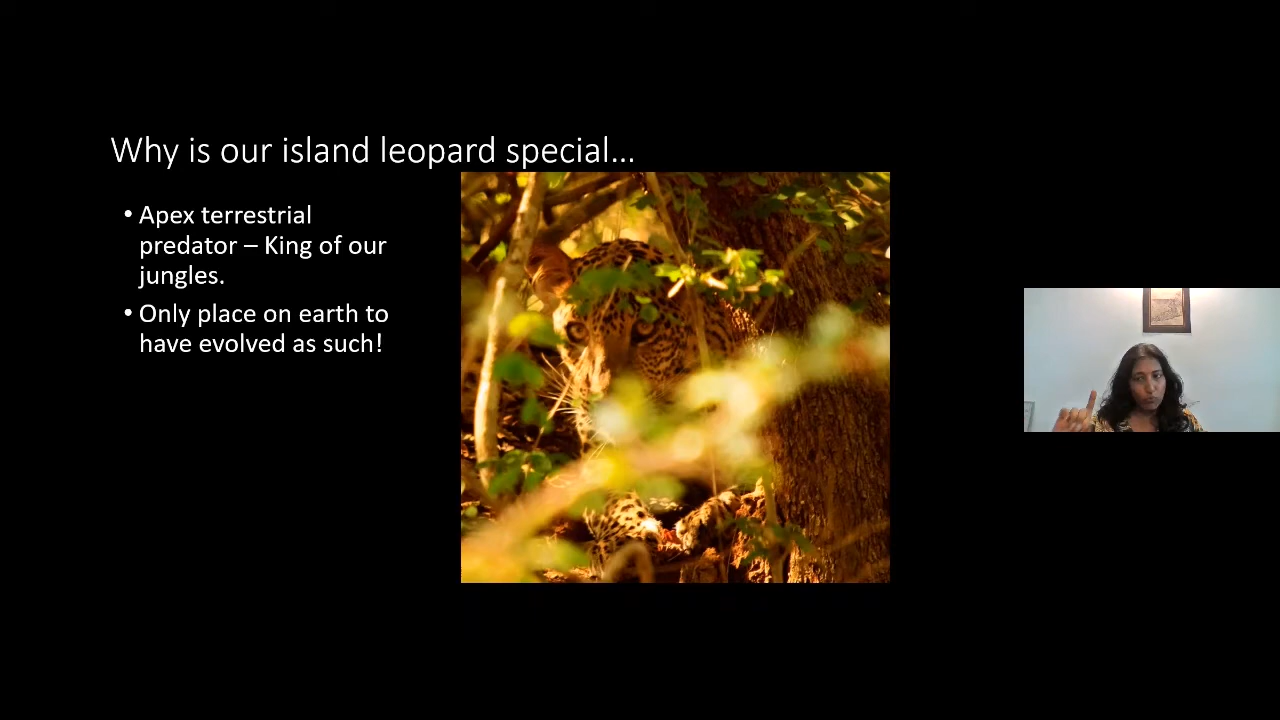 Why is our island leopard special...
• Apex terrestrial
predator – King of our
jungles.
• Only place on earth to
have evolved as such!